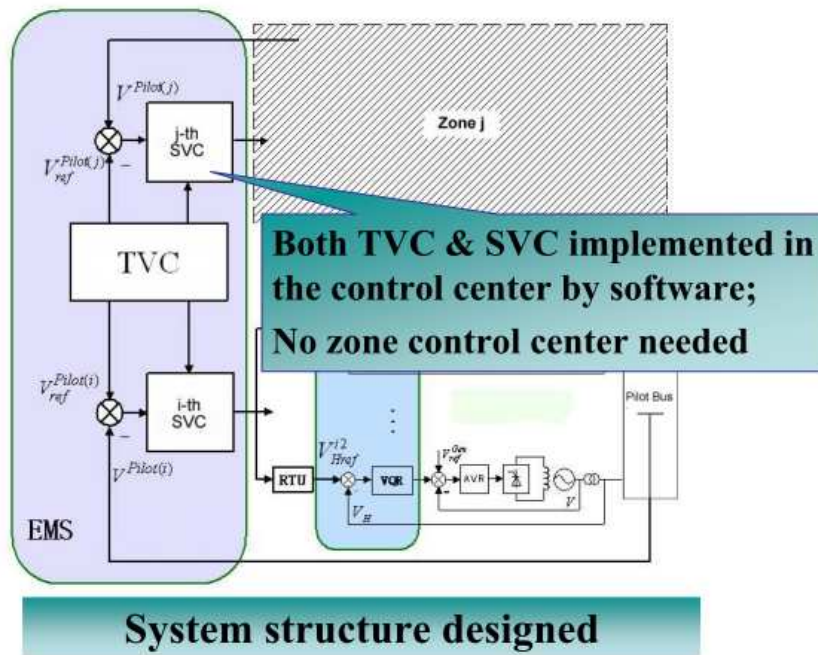 V^Pilot(j)
j-th
SVC
Zone j
V_ref^Pilot(j)
Both TVC & SVC implemented in
the control center by software;
No zone control center needed
TVC
V_ref^Pilot(i)
i-th
SVC
V^Pilot(i)
Pilot Bus
V_Href^i2
V_ref^Gen
RTU
VQR
AVR
V_H
V
EMS
System structure designed